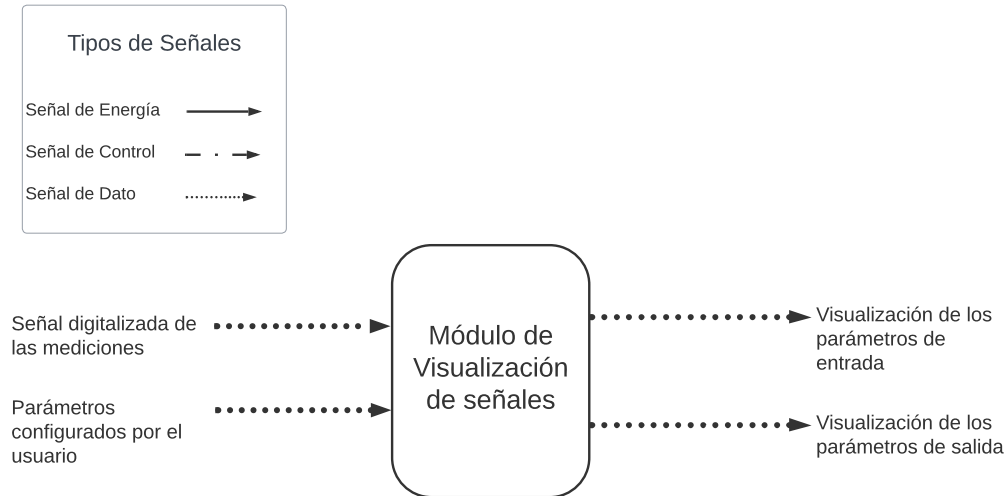 Tipos de Señales
Señal de Energía
Señal de Control
Señal de Dato
Señal digitalizada de
las mediciones
Parámetros
configurados por el
usuario
Módulo de
Visualización
de señales
Visualización de los
parámetros de
entrada
Visualización de los
parámetros de salida